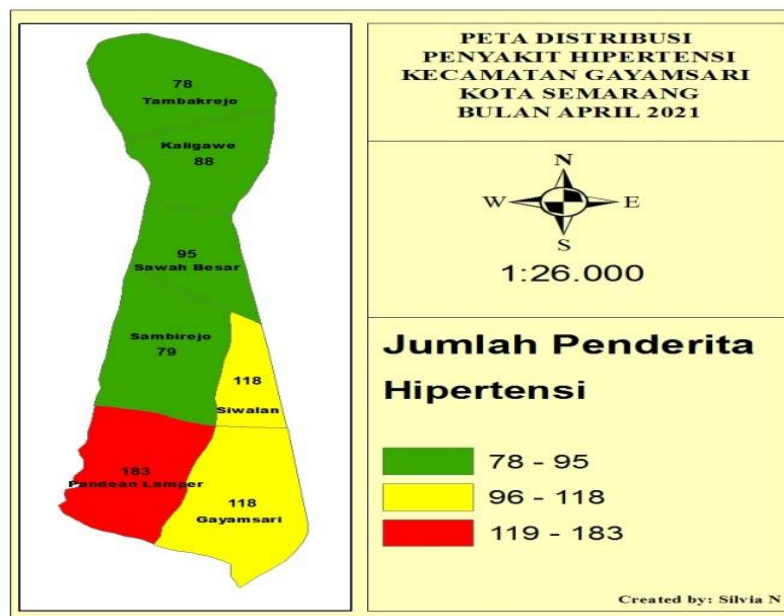 78
Tambakrejo
Kaligawe
88
95
Sawah Besar
Sambirejo
79
118
Siwalan
183
Pandean Lamper
118
Gayamsari
PETA DISTRIBUSI
PENYAKIT HIPERTENSI
KECAMATAN GAYAMSARI
KOTA SEMARANG
BULAN APRIL 2021
N
W E
S
1:26.000
Jumlah Penderita
Hipertensi
78 - 95
96 - 118
119 - 183
Created by: Silvia N